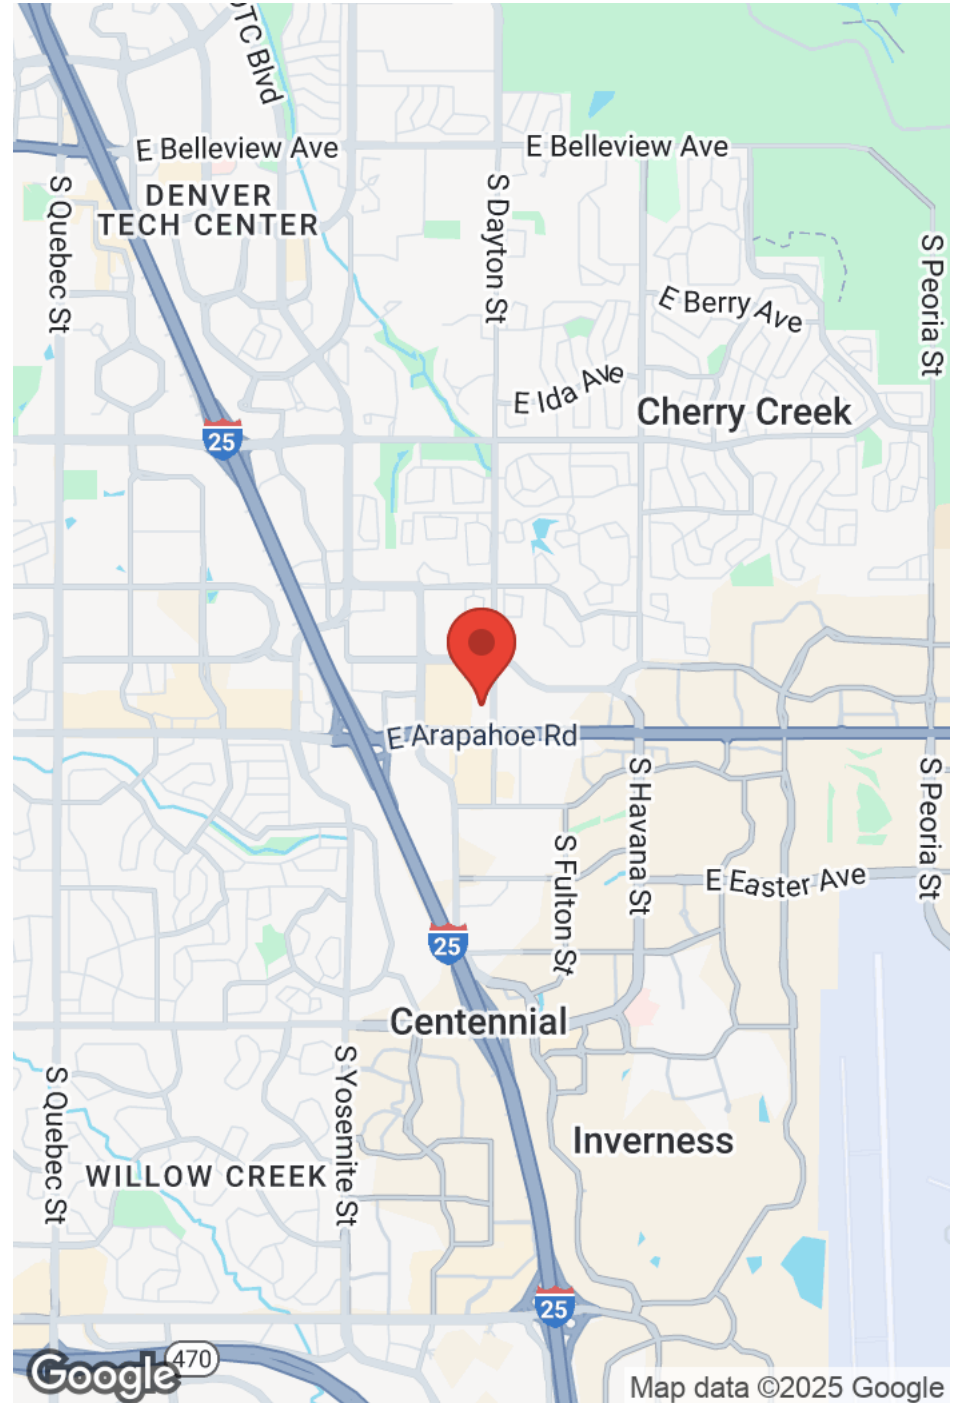 DTC Blvd
E Belleview Ave
E Belleview Ave
DENVER
TECH CENTER
S Quebec St
S Dayton St
S Peoria St
E Berry Ave
E Ida Ave
Cherry Creek
25
E Arapahoe Rd
S Havana St
S Peoria St
S Fulton St
E Easter Ave
25
Centennial
S Quebec St
S Yosemite St
Inverness
WILLOW CREEK
25
470
Google
Map data ©2025 Google